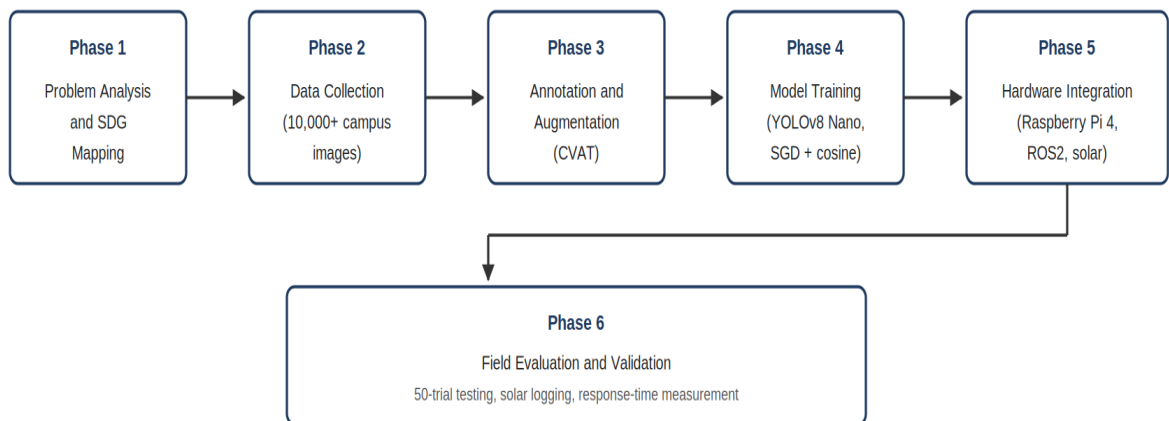 Phase 1
Problem Analysis
and SDG
Mapping
Phase 2
Data Collection
(10,000+ campus
images)
Phase 3
Annotation and
Augmentation
(CVAT)
Phase 4
Model Training
(YOLOv8 Nano,
SGD + cosine)
Phase 5
Hardware Integration
(Raspberry Pi 4,
ROS2, solar)
Phase 6
Field Evaluation and Validation
50-trial testing, solar logging, response-time measurement